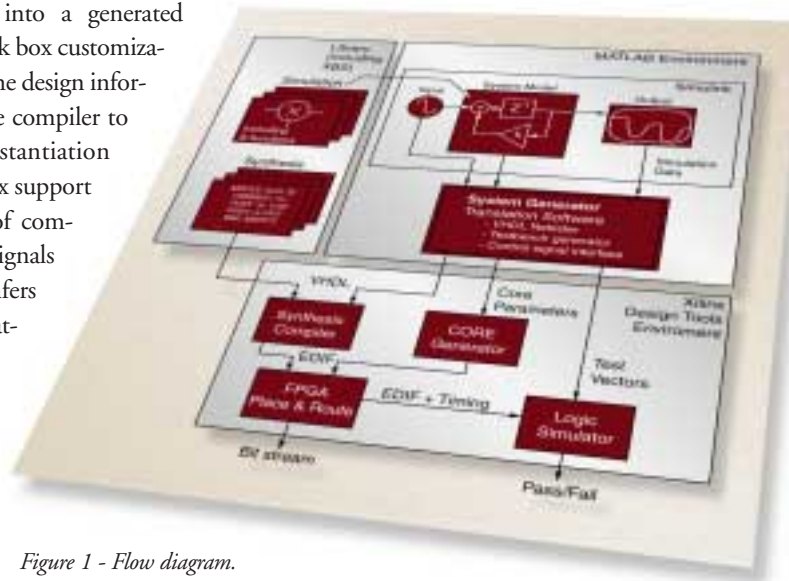 into a generated
k box customiza-
ne design infor-
e compiler to
stantiation
x support
of com-
ignals
fers
at-
Library
MATLAB Environment
Simulink
Simulation
System Model
Input
Output
Z
Synthesis
Simulation
Data
System Generator
Translation Software
- VHDL Netlister
- Testbench generator
- Control signal interface
VHDL
Core
Parameters
Xilinx
Design Tools
Enviroment
Synthesis
Compiler
CORE
Generator
EDIF
Test
Vectors
FPGA
Place & Route
EDIF + Timing
Logic
Simulator
Bit stream
Pass/Fail
Figure 1 - Flow diagram.